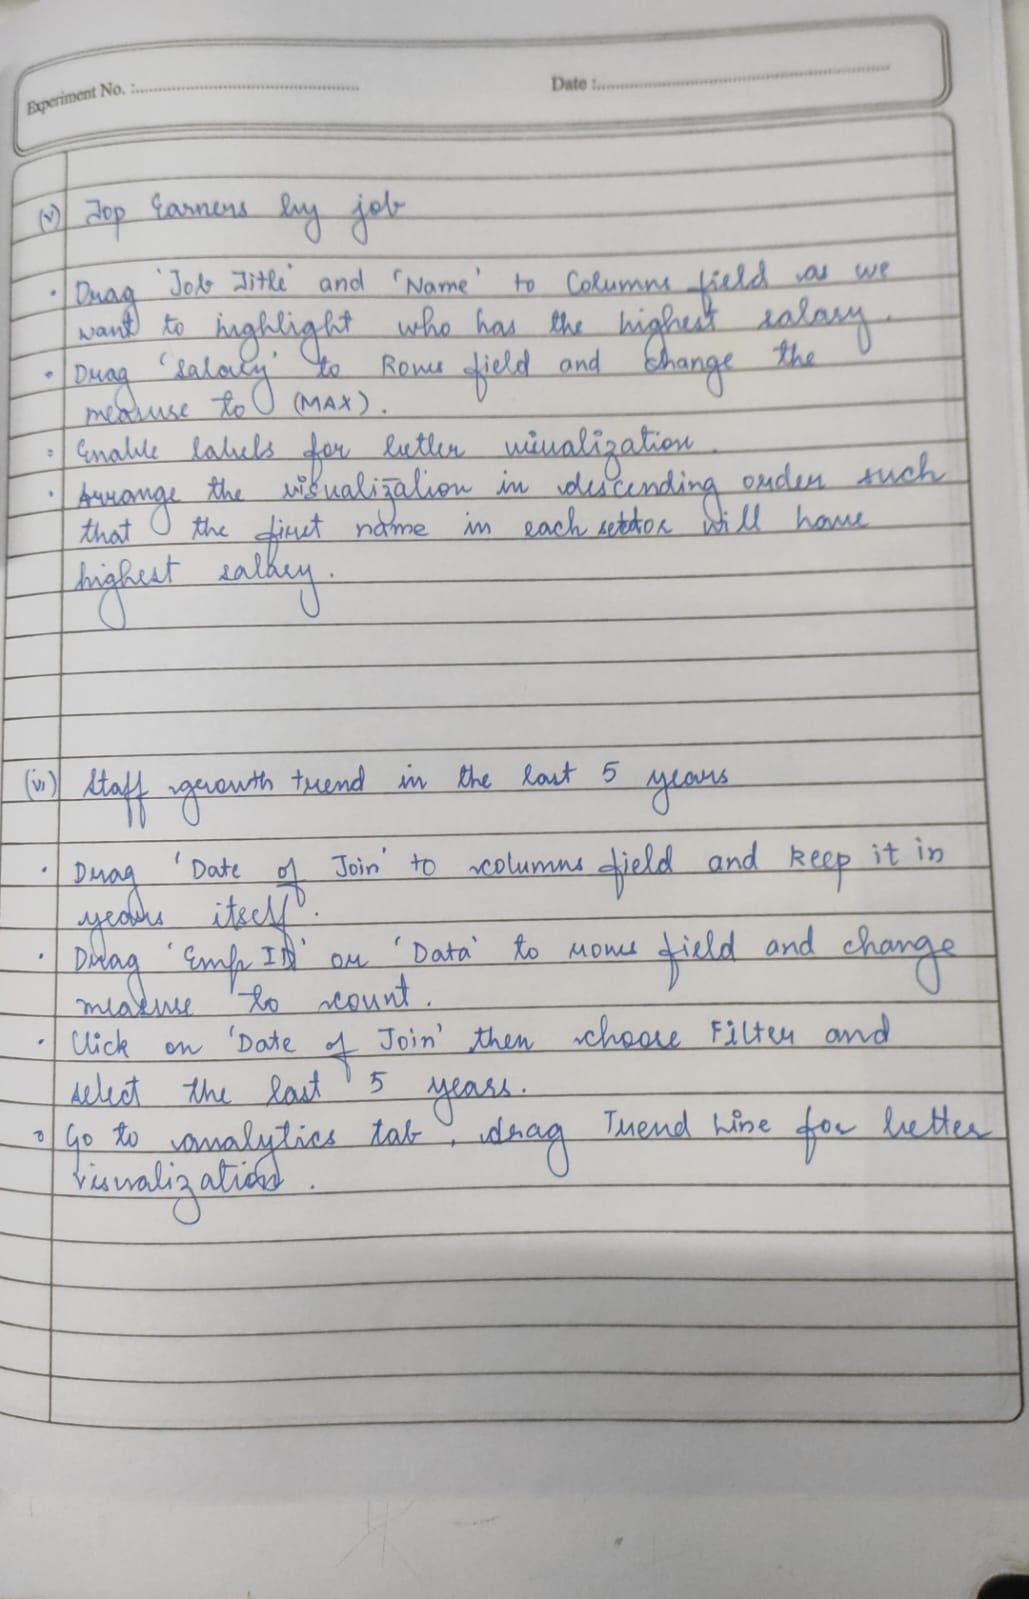 Experiment No. :
Date :
(v) Top Earners by job
• Drag 'Job Title' and 'Name' to Columns field as we
want to highlight who has the highest salary.
• Drag 'Salary' to Rows field and change the
measure to (MAX).
• Enable labels for better visualization.
• Arrange the visualization in descending order such
that the first name in each sector will have
highest salary.
(vi) Staff growth trend in the last 5 years
• Drag 'Date of Join' to columns field and keep it in
years itself.
• Drag 'Emp ID' or 'Data' to rows field and change
measure to count.
• Click on 'Date of Join' then choose Filter and
select the last 5 years.
• Go to analytics tab, drag Trend Line for better
visualization.